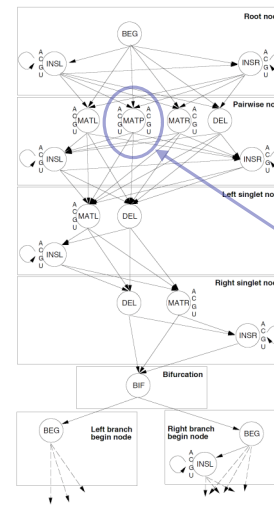 Root no
BEG
A
C
G
U
INSL
INSR
A
C
G
U
Pairwise no
A
C
G
U
MATL
A
C
G
U
MATP
A
C
G
U
MATR
A
C
G
U
DEL
A
C
G
U
INSL
INSR
A
C
G
U
Left singlet no
A
C
G
U
MATL
DEL
A
C
G
U
INSL
Right singlet no
DEL
MATR
A
C
G
U
INSR
A
C
G
U
Bifurcation
BIF
BEG
Left branch
begin node
Right branch
begin node
BEG
A
C
G
U
INSL